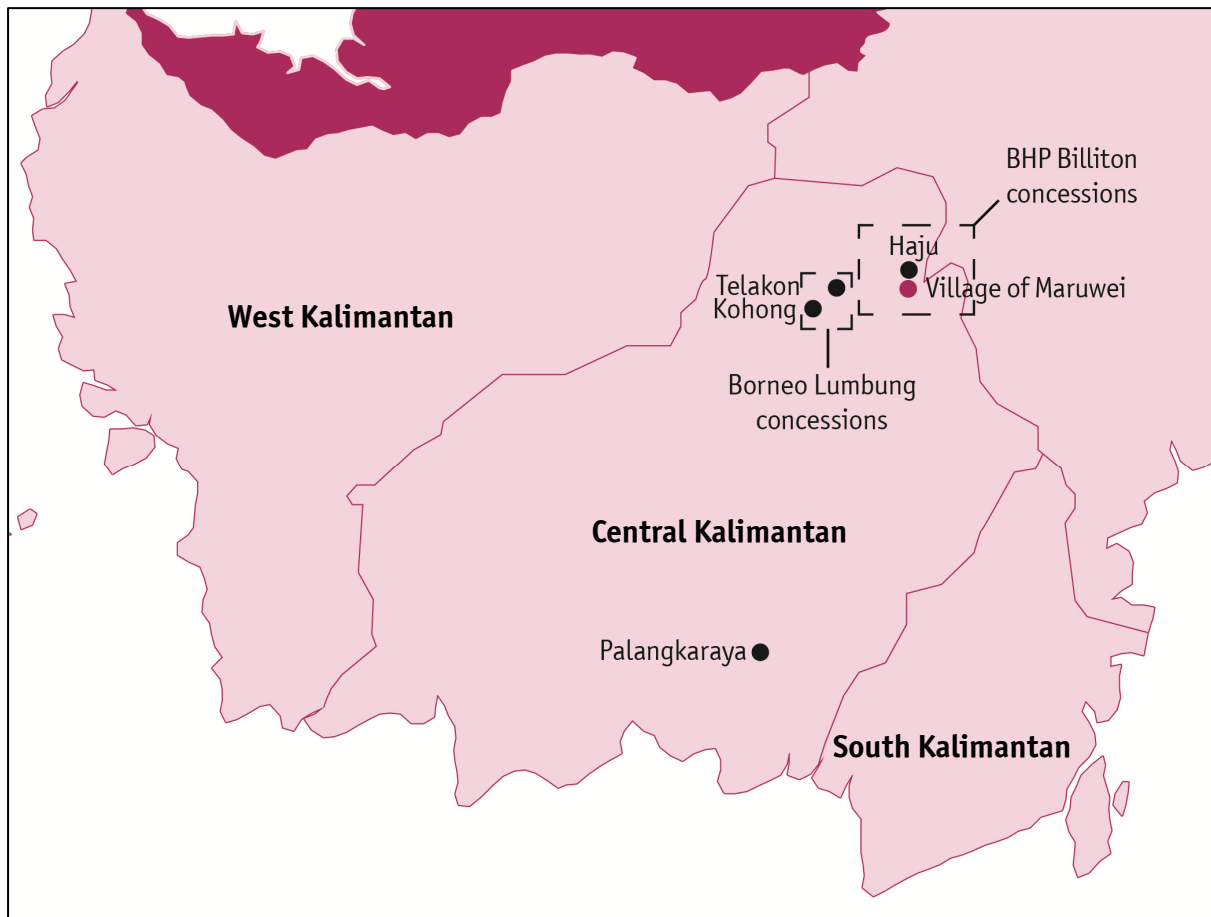 BHP Billiton
concessions
Haju
Telakon
Village of Maruwei
Kohong
West Kalimantan
Borneo Lumbung
concessions
Central Kalimantan
Palangkaraya
South Kalimantan